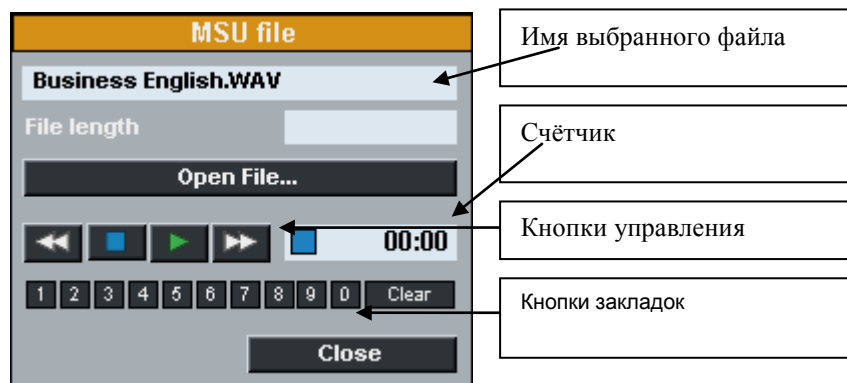 MSU file
Имя выбранного файла
Business English.WAV
File length
Счётчик
Open File...
Кнопки управления
00:00
1 2 3 4 5 6 7 8 9 0 Clear
Кнопки закладок
Close